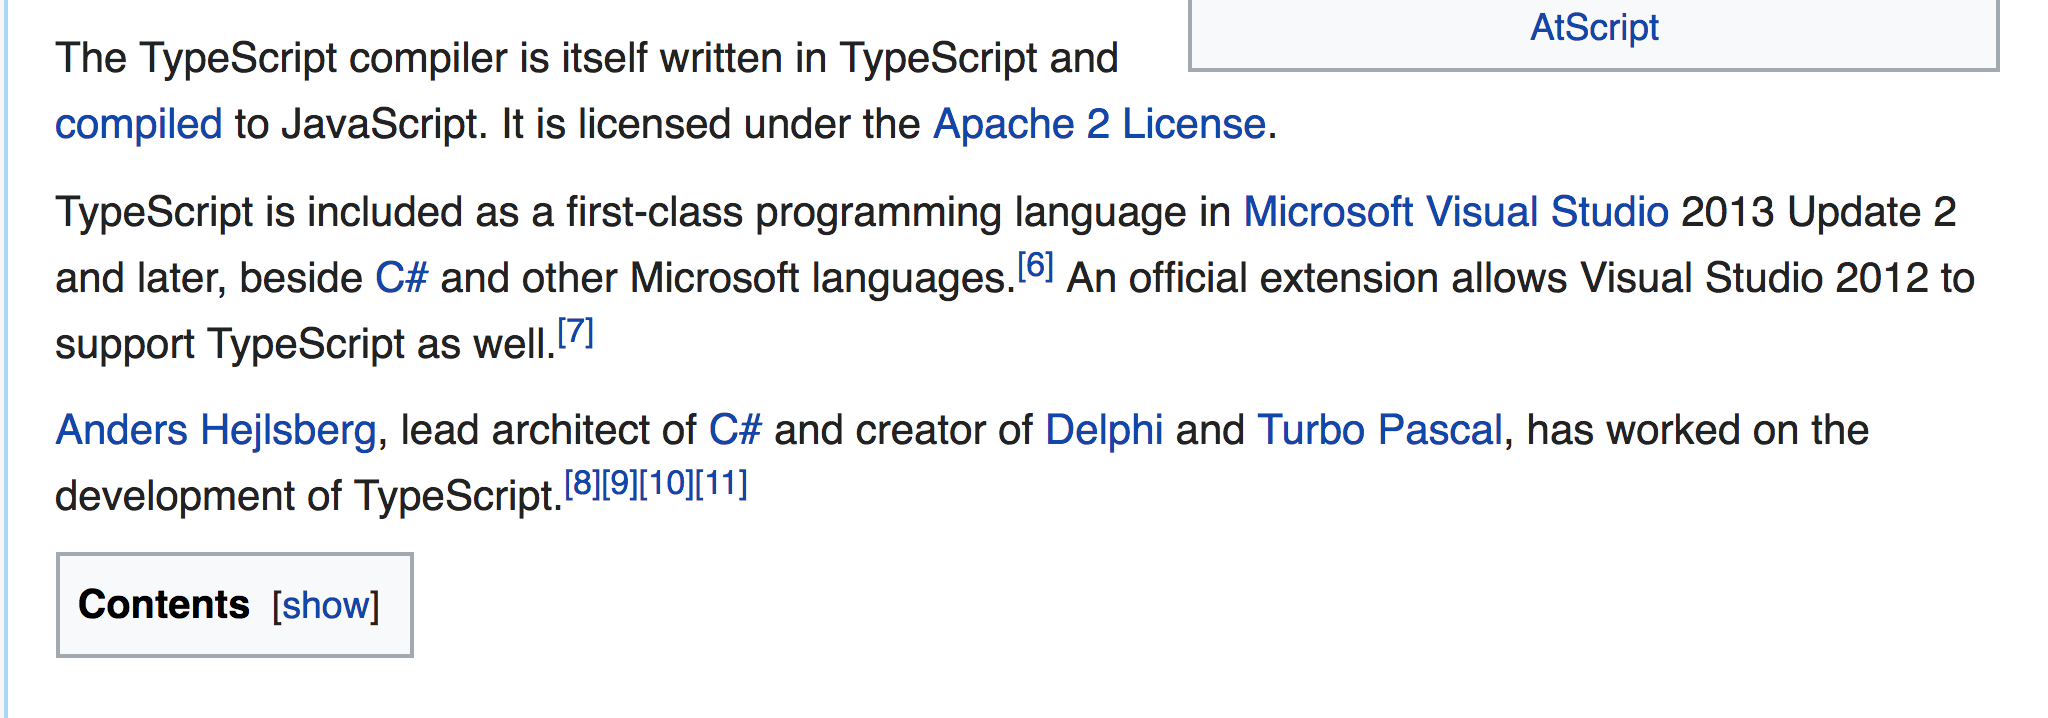 AtScript
The TypeScript compiler is itself written in TypeScript and
compiled to JavaScript. It is licensed under the Apache 2 License.
TypeScript is included as a first-class programming language in Microsoft Visual Studio 2013 Update 2
and later, beside C# and other Microsoft languages.[6] An official extension allows Visual Studio 2012 to
support TypeScript as well.[7]
Anders Hejlsberg, lead architect of C# and creator of Delphi and Turbo Pascal, has worked on the
development of TypeScript.[8][9][10][11]
Contents [show]